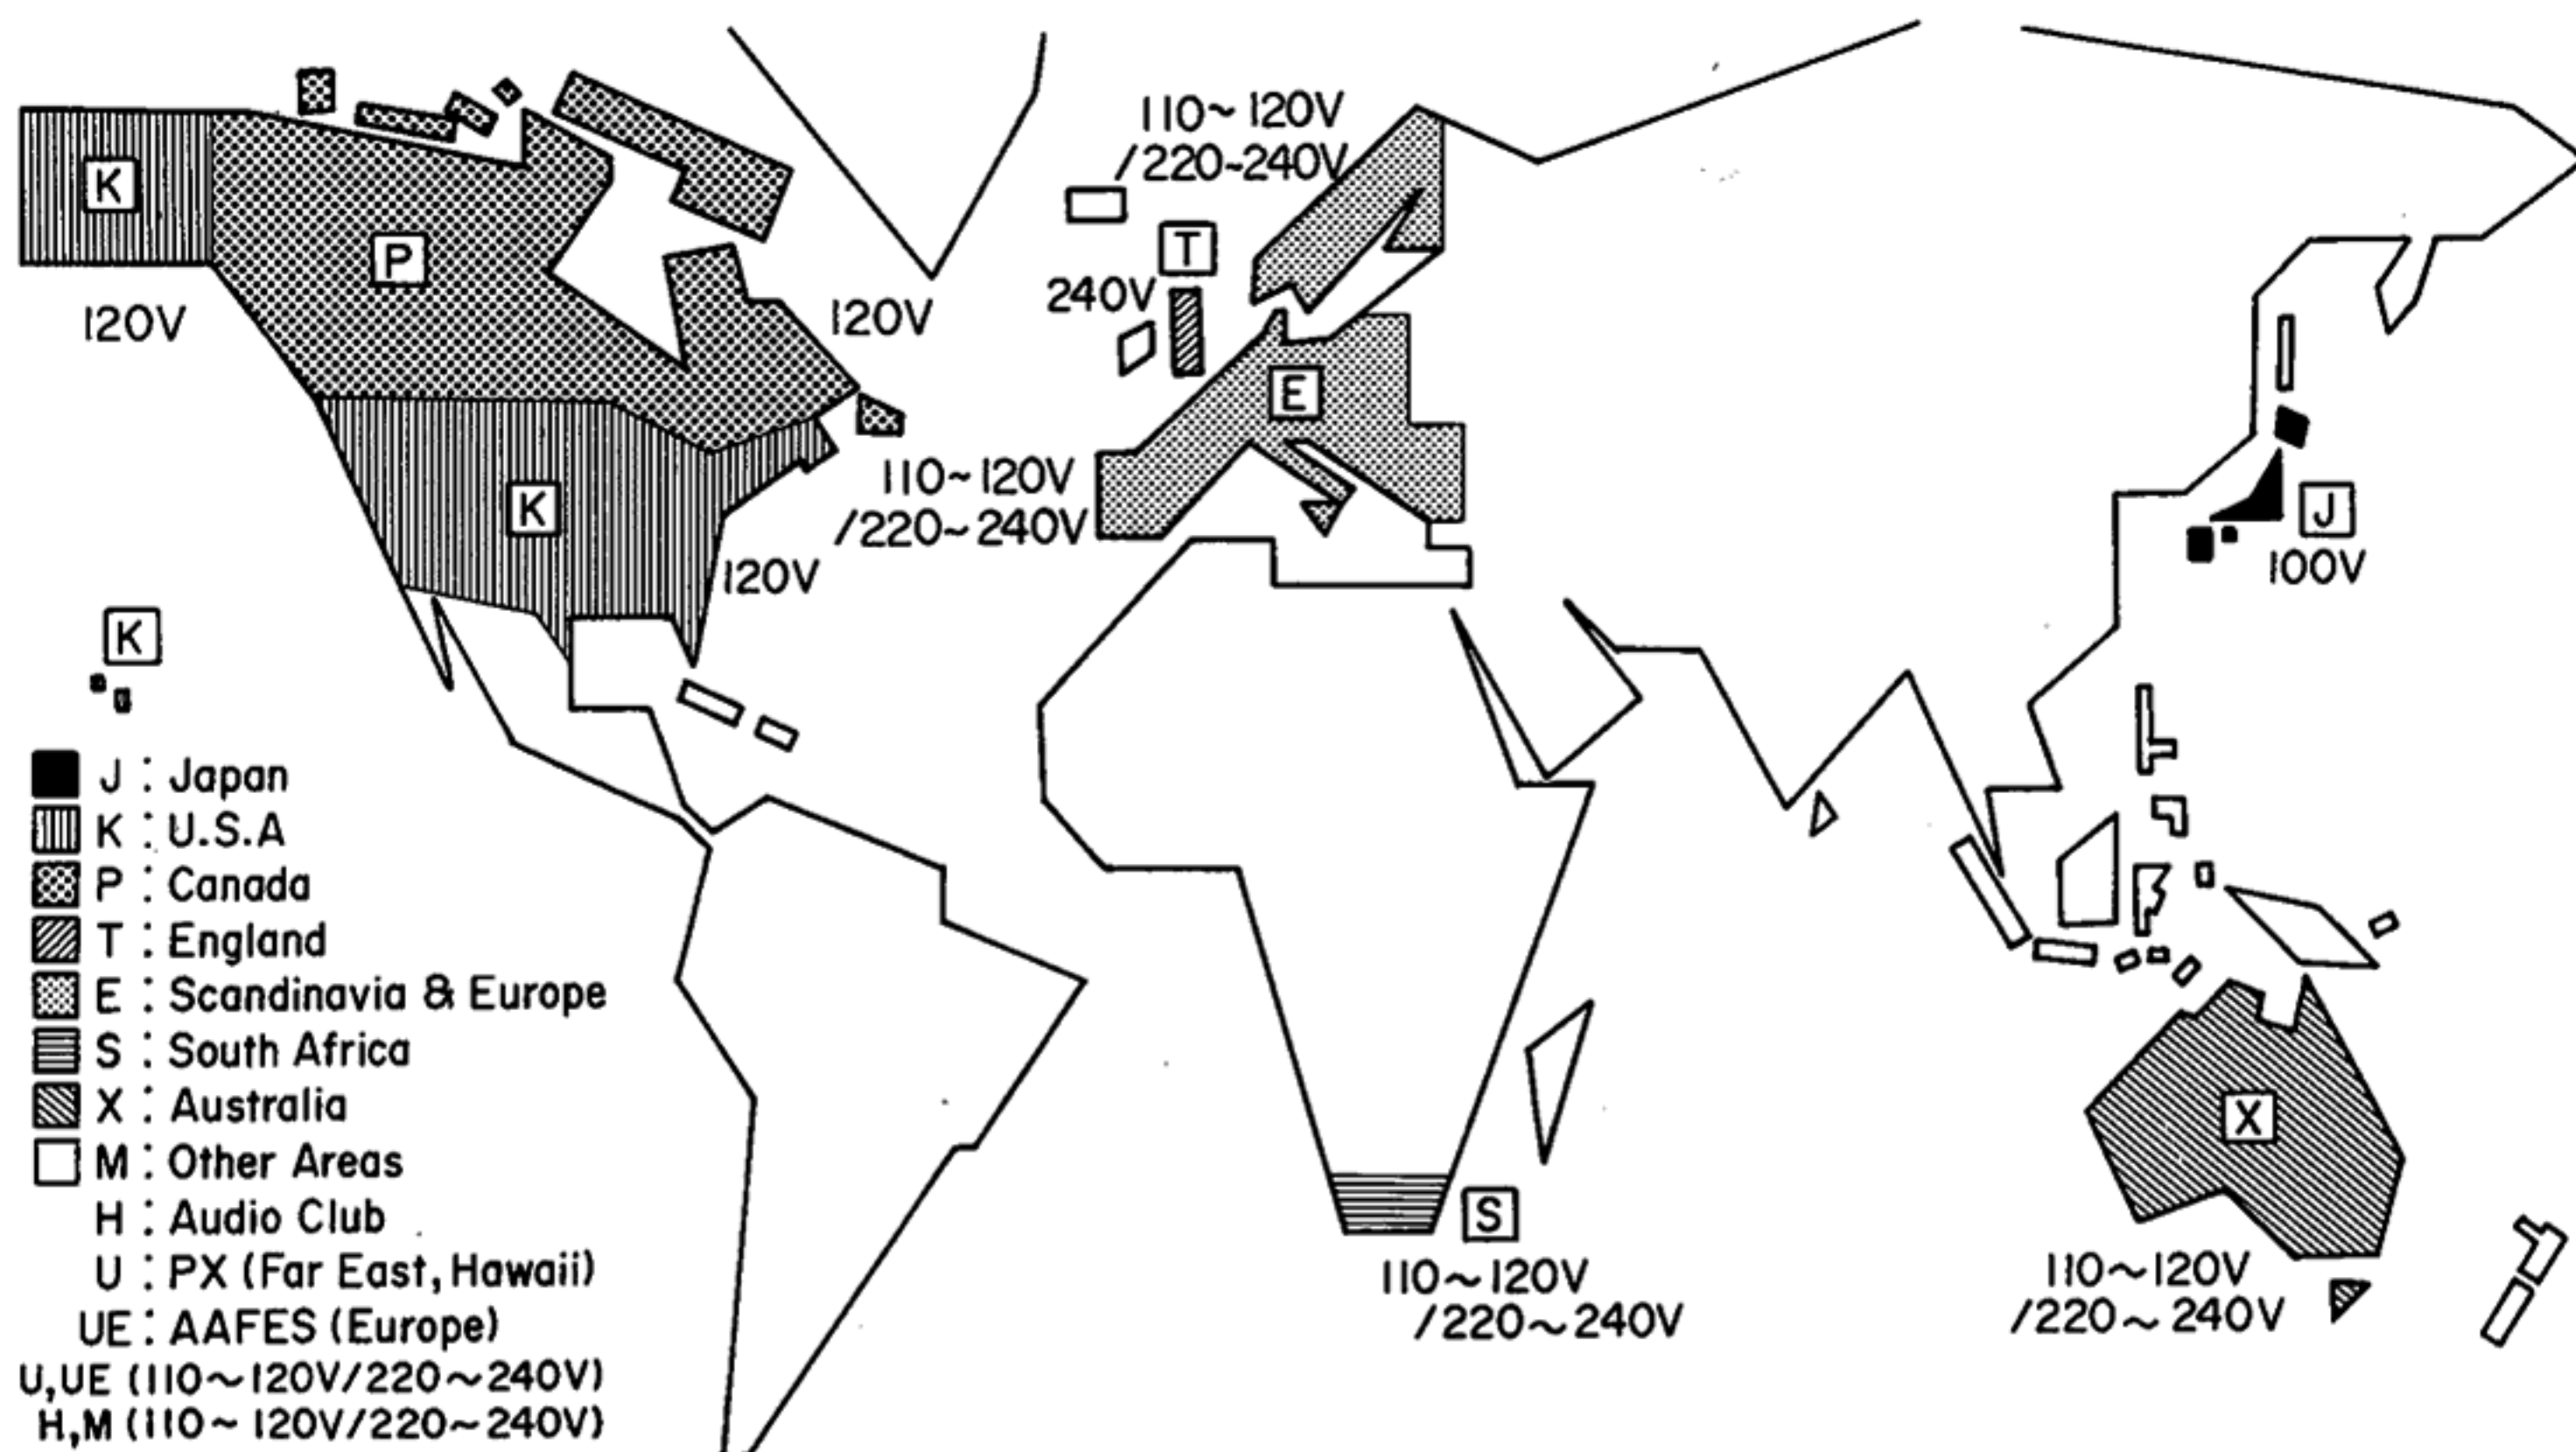 110~120V
/220~240V
K
T
P
240V
120V
120V
E
110~120V
/220~240V
K
J
100V
120V
K
J : Japan
K : U.S.A
P : Canada
T : England
E : Scandinavia & Europe
S : South Africa
X : Australia
M : Other Areas
H : Audio Club
U : PX (Far East, Hawaii)
UE : AAFES (Europe)
U,UE (110~120V/220~240V)
H,M (110~120V/220~240V)
X
S
110~120V
/220~240V
110~120V
/220~240V